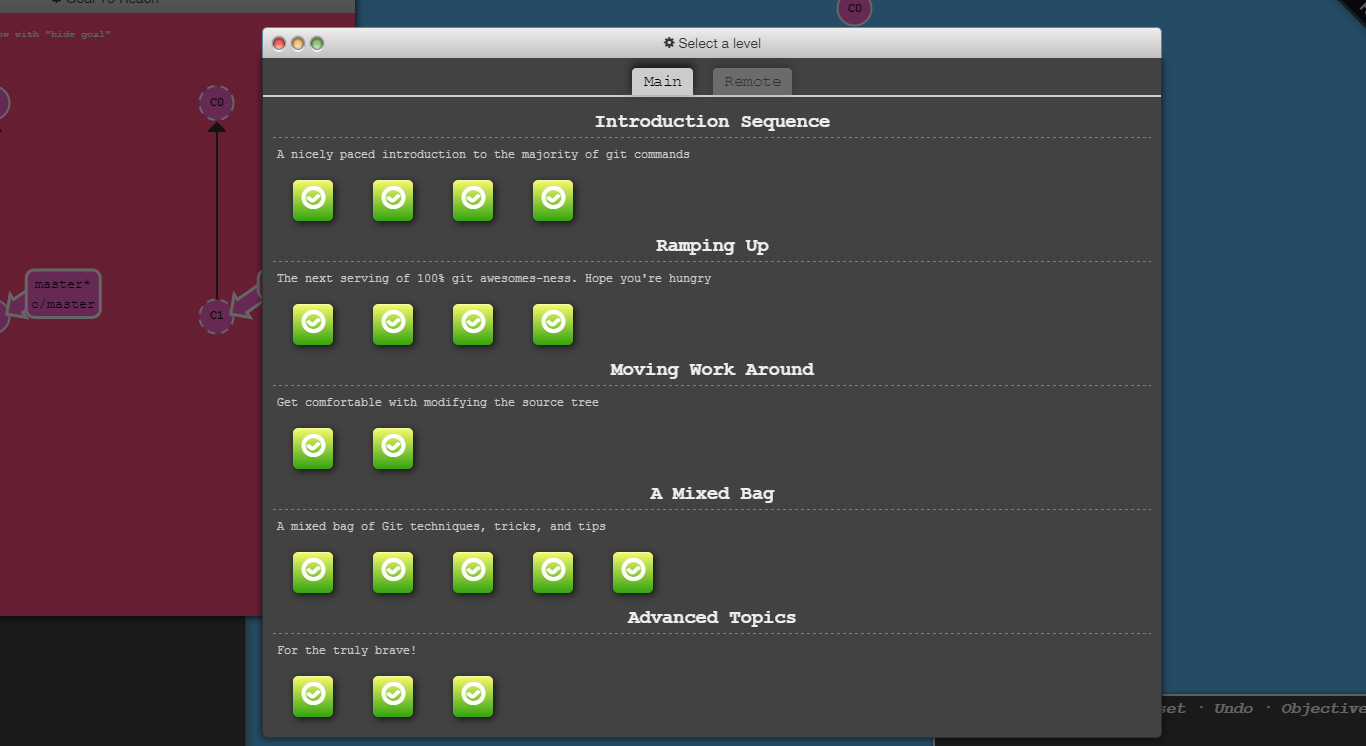 Goal To Reach
C0
ow with "hide goal"
Select a level
Main Remote
Introduction Sequence
A nicely paced introduction to the majority of git commands
Ramping Up
The next serving of 100% git awesomes-ness. Hope you're hungry
Moving Work Around
Get comfortable with modifying the source tree
A Mixed Bag
A mixed bag of Git techniques, tricks, and tips
Advanced Topics
For the truly brave!
C0
master*
o/master
C1
set · Undo · Objective